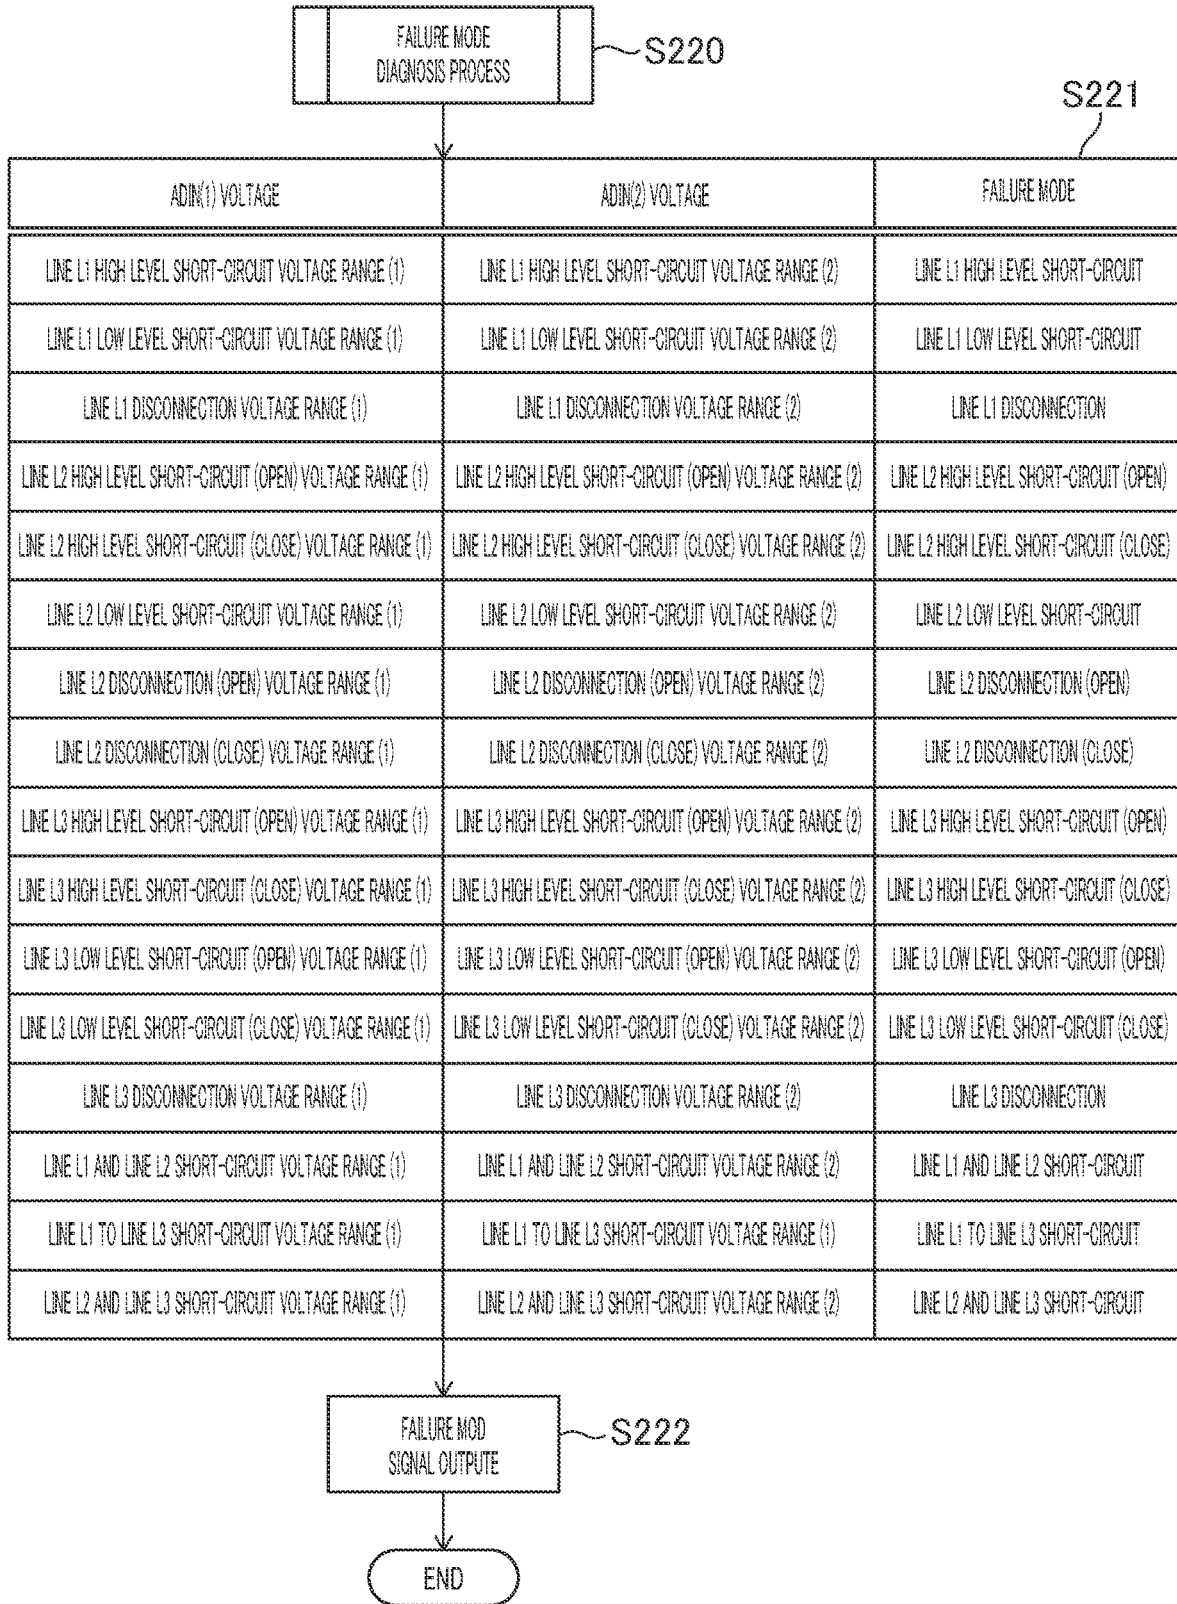 FAILURE MODE
DIAGNOSIS PROCESS
S220
S221
ADIN(1) VOLTAGE
ADIN(2) VOLTAGE
FAILURE MODE
LINE L1 HIGH LEVEL SHORT-CIRCUIT VOLTAGE RANGE (1)
LINE L1 HIGH LEVEL SHORT-CIRCUIT VOLTAGE RANGE (2)
LINE L1 HIGH LEVEL SHORT-CIRCUIT
LINE L1 LOW LEVEL SHORT-CIRCUIT VOLTAGE RANGE (1)
LINE L1 LOW LEVEL SHORT-CIRCUIT VOLTAGE RANGE (2)
LINE L1 LOW LEVEL SHORT-CIRCUIT
LINE L1 DISCONNECTION VOLTAGE RANGE (1)
LINE L1 DISCONNECTION VOLTAGE RANGE (2)
LINE L1 DISCONNECTION
LINE L2 HIGH LEVEL SHORT-CIRCUIT (OPEN) VOLTAGE RANGE (1)
LINE L2 HIGH LEVEL SHORT-CIRCUIT (OPEN) VOLTAGE RANGE (2)
LINE L2 HIGH LEVEL SHORT-CIRCUIT (OPEN)
LINE L2 HIGH LEVEL SHORT-CIRCUIT (CLOSE) VOLTAGE RANGE (1)
LINE L2 HIGH LEVEL SHORT-CIRCUIT (CLOSE) VOLTAGE RANGE (2)
LINE L2 HIGH LEVEL SHORT-CIRCUIT (CLOSE)
LINE L2 LOW LEVEL SHORT-CIRCUIT VOLTAGE RANGE (1)
LINE L2 LOW LEVEL SHORT-CIRCUIT VOLTAGE RANGE (2)
LINE L2 LOW LEVEL SHORT-CIRCUIT
LINE L2 DISCONNECTION (OPEN) VOLTAGE RANGE (1)
LINE L2 DISCONNECTION (OPEN) VOLTAGE RANGE (2)
LINE L2 DISCONNECTION (OPEN)
LINE L2 DISCONNECTION (CLOSE) VOLTAGE RANGE (1)
LINE L2 DISCONNECTION (CLOSE) VOLTAGE RANGE (2)
LINE L2 DISCONNECTION (CLOSE)
LINE L3 HIGH LEVEL SHORT-CIRCUIT (OPEN) VOLTAGE RANGE (1)
LINE L3 HIGH LEVEL SHORT-CIRCUIT (OPEN) VOLTAGE RANGE (2)
LINE L3 HIGH LEVEL SHORT-CIRCUIT (OPEN)
LINE L3 HIGH LEVEL SHORT-CIRCUIT (CLOSE) VOLTAGE RANGE (1)
LINE L3 HIGH LEVEL SHORT-CIRCUIT (CLOSE) VOLTAGE RANGE (2)
LINE L3 HIGH LEVEL SHORT-CIRCUIT (CLOSE)
LINE L3 LOW LEVEL SHORT-CIRCUIT (OPEN) VOLTAGE RANGE (1)
LINE L3 LOW LEVEL SHORT-CIRCUIT (OPEN) VOLTAGE RANGE (2)
LINE L3 LOW LEVEL SHORT-CIRCUIT (OPEN)
LINE L3 LOW LEVEL SHORT-CIRCUIT (CLOSE) VOLTAGE RANGE (1)
LINE L3 LOW LEVEL SHORT-CIRCUIT (CLOSE) VOLTAGE RANGE (2)
LINE L3 LOW LEVEL SHORT-CIRCUIT (CLOSE)
LINE L3 DISCONNECTION VOLTAGE RANGE (1)
LINE L3 DISCONNECTION VOLTAGE RANGE (2)
LINE L3 DISCONNECTION
LINE L1 AND LINE L2 SHORT-CIRCUIT VOLTAGE RANGE (1)
LINE L1 AND LINE L2 SHORT-CIRCUIT VOLTAGE RANGE (2)
LINE L1 AND LINE L2 SHORT-CIRCUIT
LINE L1 TO LINE L3 SHORT-CIRCUIT VOLTAGE RANGE (1)
LINE L1 TO LINE L3 SHORT-CIRCUIT VOLTAGE RANGE (1)
LINE L1 TO LINE L3 SHORT-CIRCUIT
LINE L2 AND LINE L3 SHORT-CIRCUIT VOLTAGE RANGE (1)
LINE L2 AND LINE L3 SHORT-CIRCUIT VOLTAGE RANGE (2)
LINE L2 AND LINE L3 SHORT-CIRCUIT
FAILURE MOD
SIGNAL OUTPUTE
S222
END